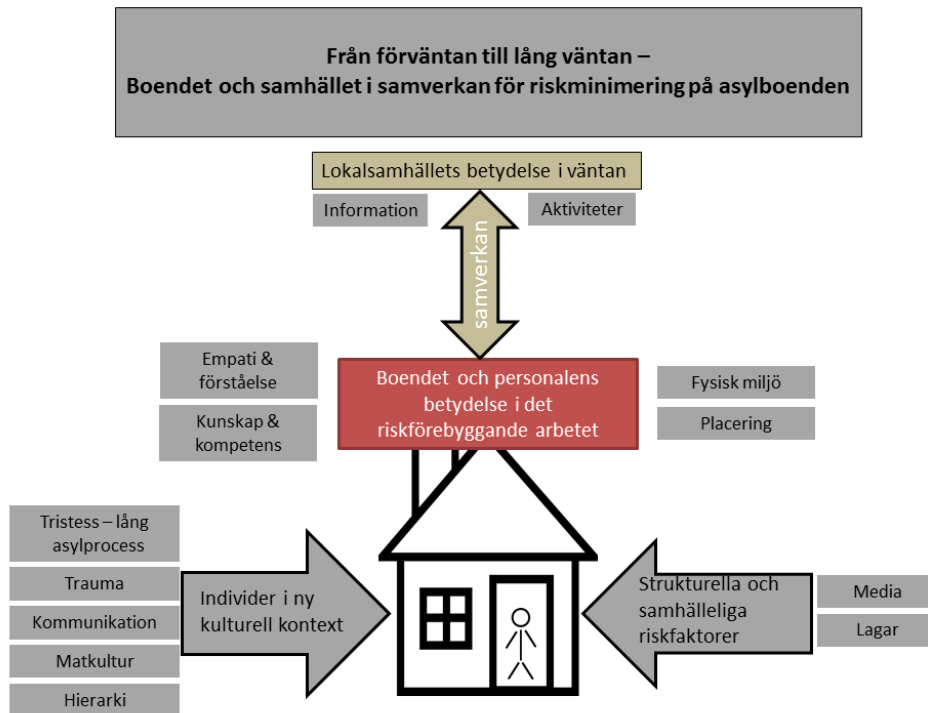 Från förväntan till lång väntan –
Boendet och samhället i samverkan för riskminimering på asylboenden
Lokalsamhällets betydelse i väntan
Information
Aktiviteter
samverkan
Empati &
förståelse
Kunskap &
kompetens
Boendet och personalens
betydelse i det
riskförebyggande arbetet
Fysisk miljö
Placering
Tristess – lång
asylprocess
Trauma
Kommunikation
Matkultur
Hierarki
Individer i ny
kulturell kontext
Strukturella och
samhälleliga
riskfaktorer
Media
Lagar